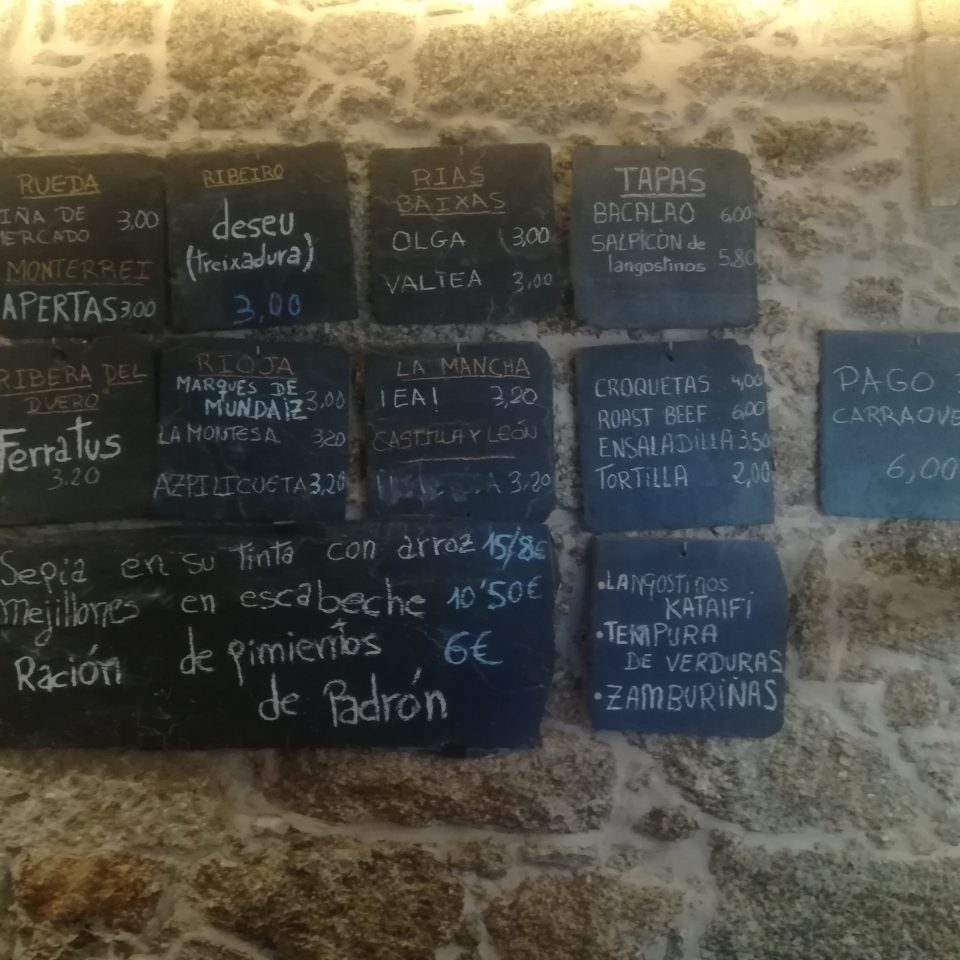 RUEDA
IÑA DE 3,00
ERCADO
MONTERREI
APERTAS 3,00
RIBEIRO
deseu
(treixadura)
3,00
RIAS
BAIXAS
OLGA 3,00
VALTEA 3,00
TAPAS
BACALAO 6,00
SALPICÓN de
langostinos 5,80
RIBERA DEL
DUERO
Ferratus
3.20
RIOJA
MARQUES DE
MUNDAIZ 3,00
LA MONTESA 3,20
AZPILICUETA 3,20
LA MANCHA
¡EA! 3,20
CASTILLA Y LEÓN
3,20
CROQUETAS 4,00
ROAST BEEF 6,00
ENSALADILLA 3,50
TORTILLA 2,00
PAGO
CARRAOVE
6,00
Sepia en su tinta con arroz 15/8€
mejillones en escabeche 10'50€
Ración de pimientos 6€
de Padrón
•LANGOSTINOS
KATAIFI
•TEMPURA
DE VERDURAS
•ZAMBURIÑAS